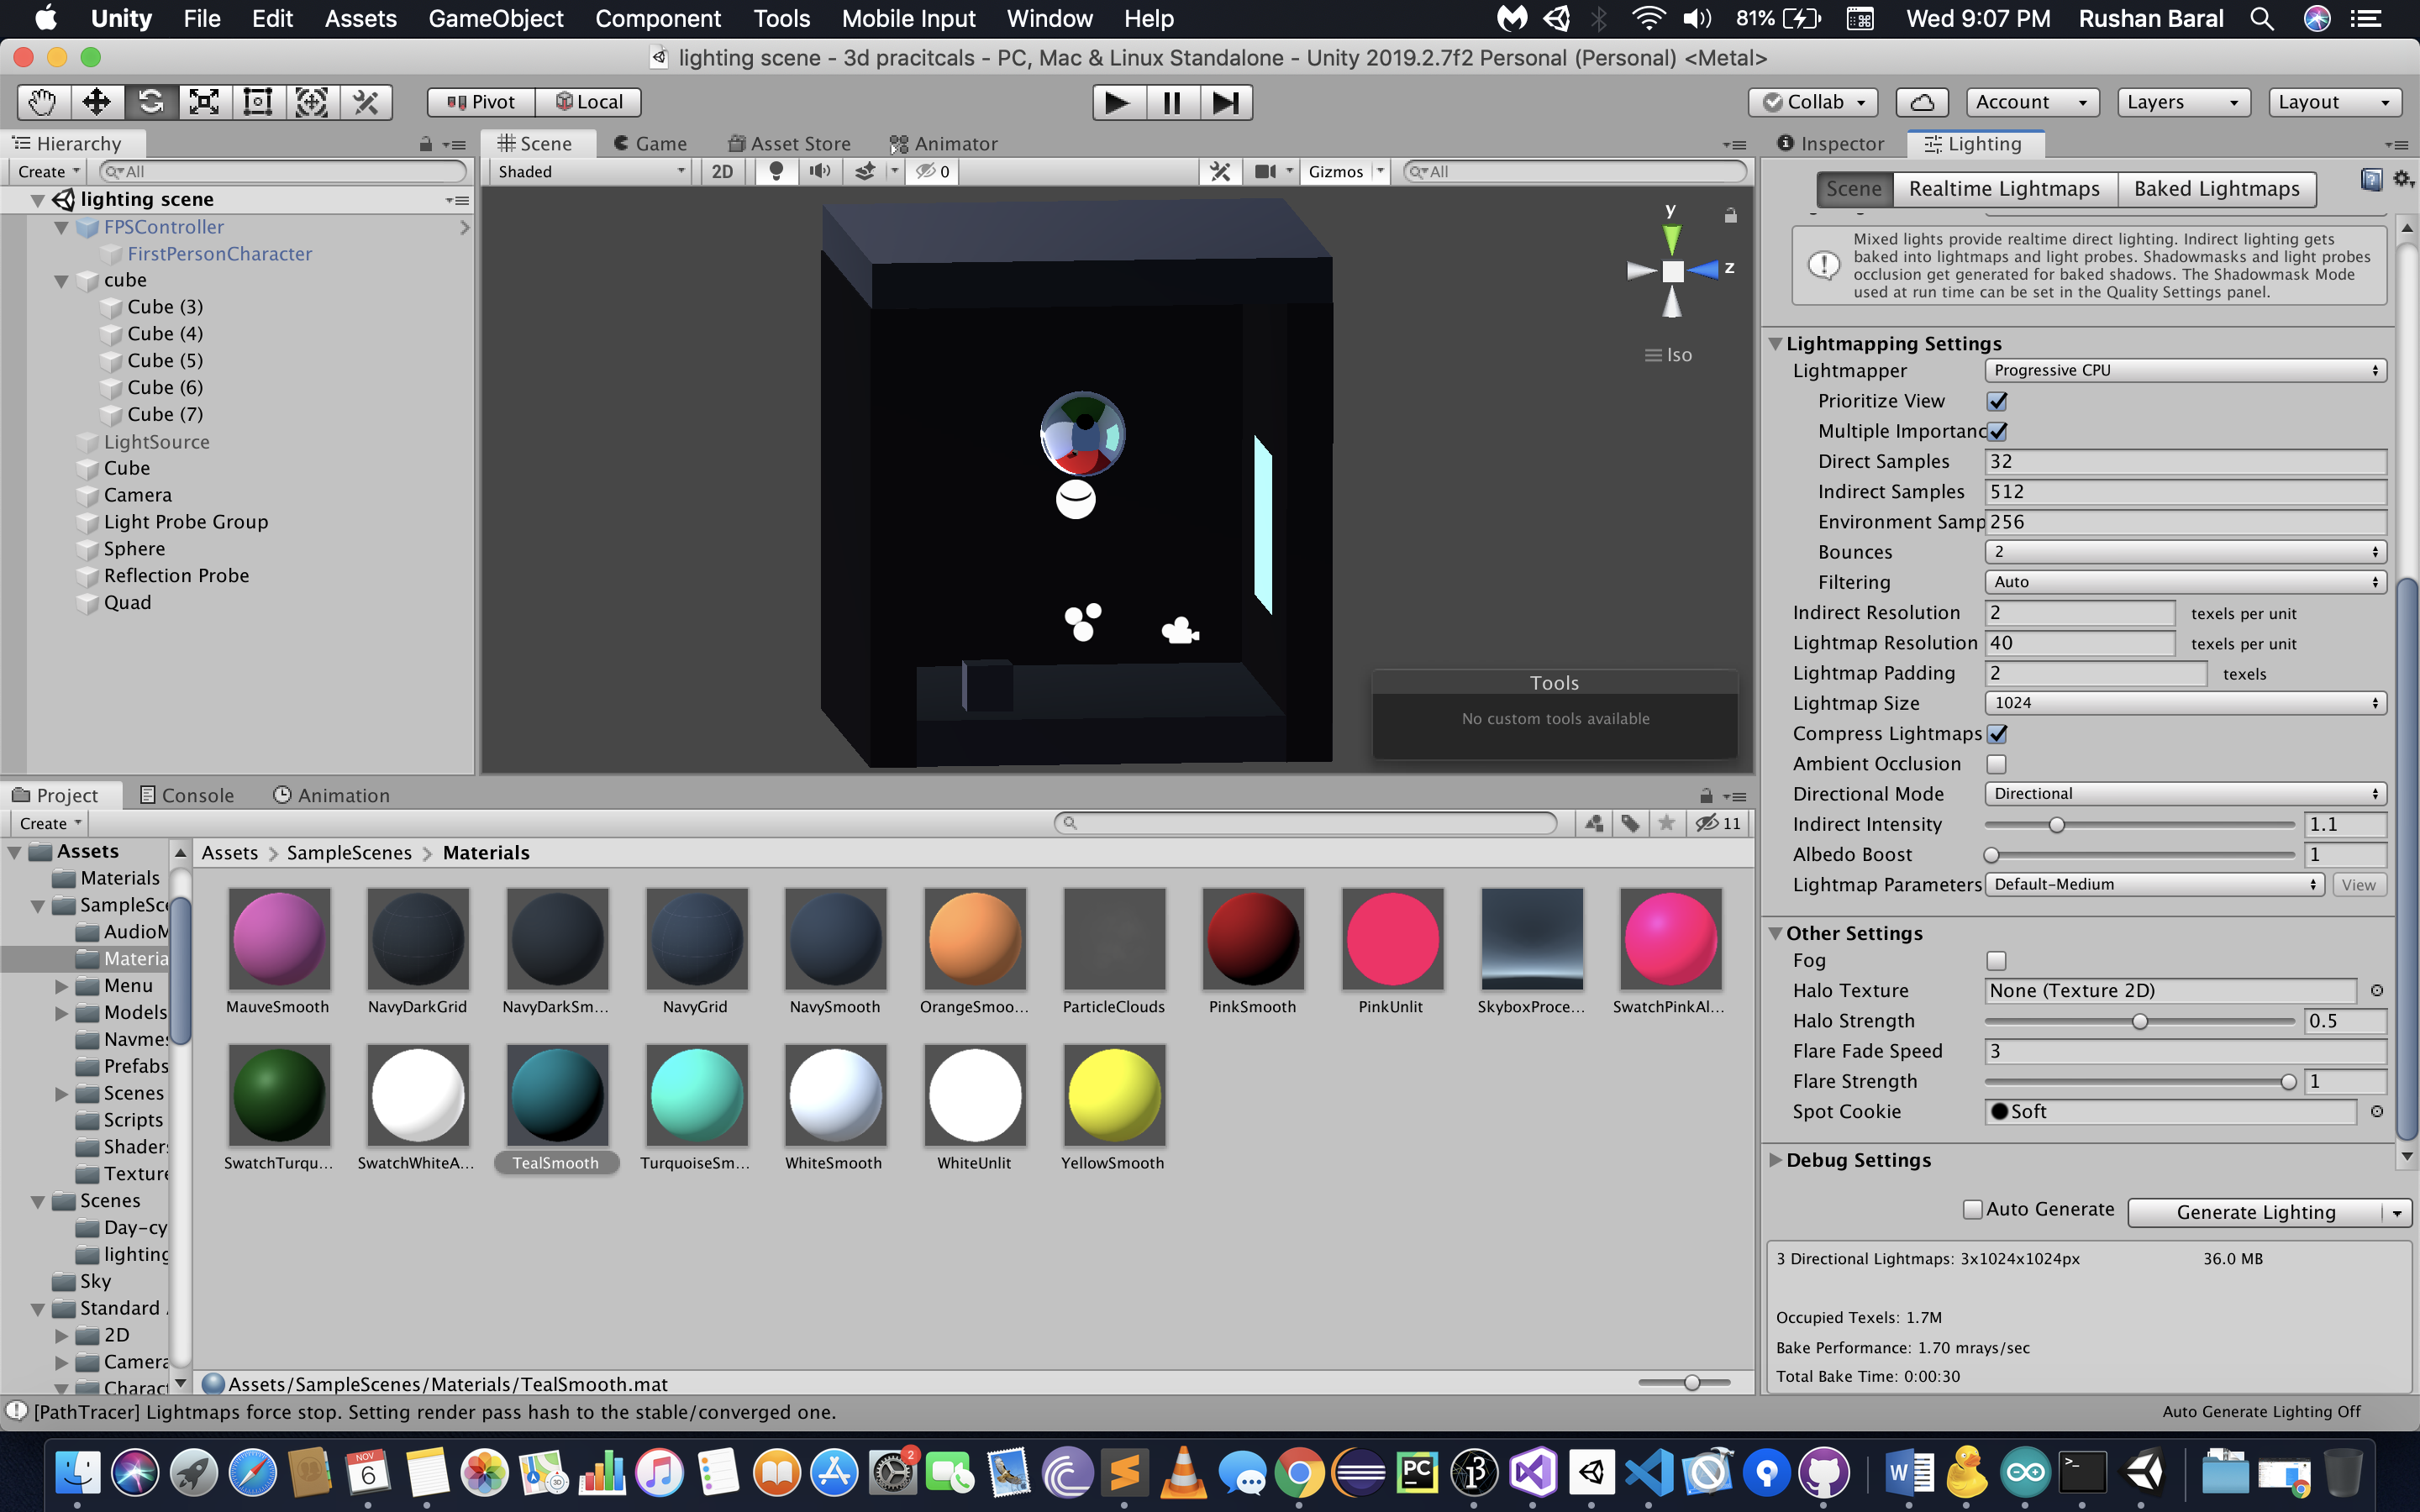 Unity File Edit Assets GameObject Component Tools Mobile Input Window Help 81% Wed 9:07 PM Rushan Baral
lighting scene - 3d pracitcals - PC, Mac & Linux Standalone - Unity 2019.2.7f2 Personal (Personal) <Metal>
Pivot Local Collab Account Layers Layout
Hierarchy
Create All
lighting scene
FPSController
FirstPersonCharacter
cube
Cube (3)
Cube (4)
Cube (5)
Cube (6)
Cube (7)
LightSource
Cube
Camera
Light Probe Group
Sphere
Reflection Probe
Quad
Scene Game Asset Store Animator
Shaded 2D 0 Gizmos All
y
z
Iso
Tools
No custom tools available
Inspector Lighting
Scene Realtime Lightmaps Baked Lightmaps
Mixed lights provide realtime direct lighting. Indirect lighting gets
baked into lightmaps and light probes. Shadowmasks and light probes
occlusion get generated for baked shadows. The Shadowmask Mode
used at run time can be set in the Quality Settings panel.
Lightmapping Settings
Lightmapper Progressive CPU
Prioritize View
Multiple Importanc
Direct Samples 32
Indirect Samples 512
Environment Samp 256
Bounces 2
Filtering Auto
Indirect Resolution 2 texels per unit
Lightmap Resolution 40 texels per unit
Lightmap Padding 2 texels
Lightmap Size 1024
Compress Lightmaps
Ambient Occlusion
Directional Mode Directional
Indirect Intensity 1.1
Albedo Boost 1
Lightmap Parameters Default-Medium View
Other Settings
Fog
Halo Texture None (Texture 2D)
Halo Strength 0.5
Flare Fade Speed 3
Flare Strength 1
Spot Cookie Soft
Debug Settings
Auto Generate Generate Lighting
3 Directional Lightmaps: 3x1024x1024px 36.0 MB
Occupied Texels: 1.7M
Bake Performance: 1.70 mrays/sec
Total Bake Time: 0:00:30
Project Console Animation
Create 11
Assets
Materials
SampleSc
AudioM
Materia
Menu
Models
Navme
Prefabs
Scenes
Scripts
Shader
Texture
Scenes
Day-cy
lighting
Sky
Standard
2D
Camera
Charact
Assets SampleScenes Materials
MauveSmooth NavyDarkGrid NavyDarkSm... NavyGrid NavySmooth OrangeSmoo... ParticleClouds PinkSmooth PinkUnlit SkyboxProce... SwatchPinkAl...
SwatchTurqu... SwatchWhiteA... TealSmooth TurquoiseSm... WhiteSmooth WhiteUnlit YellowSmooth
Assets/SampleScenes/Materials/TealSmooth.mat
[PathTracer] Lightmaps force stop. Setting render pass hash to the stable/converged one. Auto Generate Lighting Off
NOV
6
2
PC